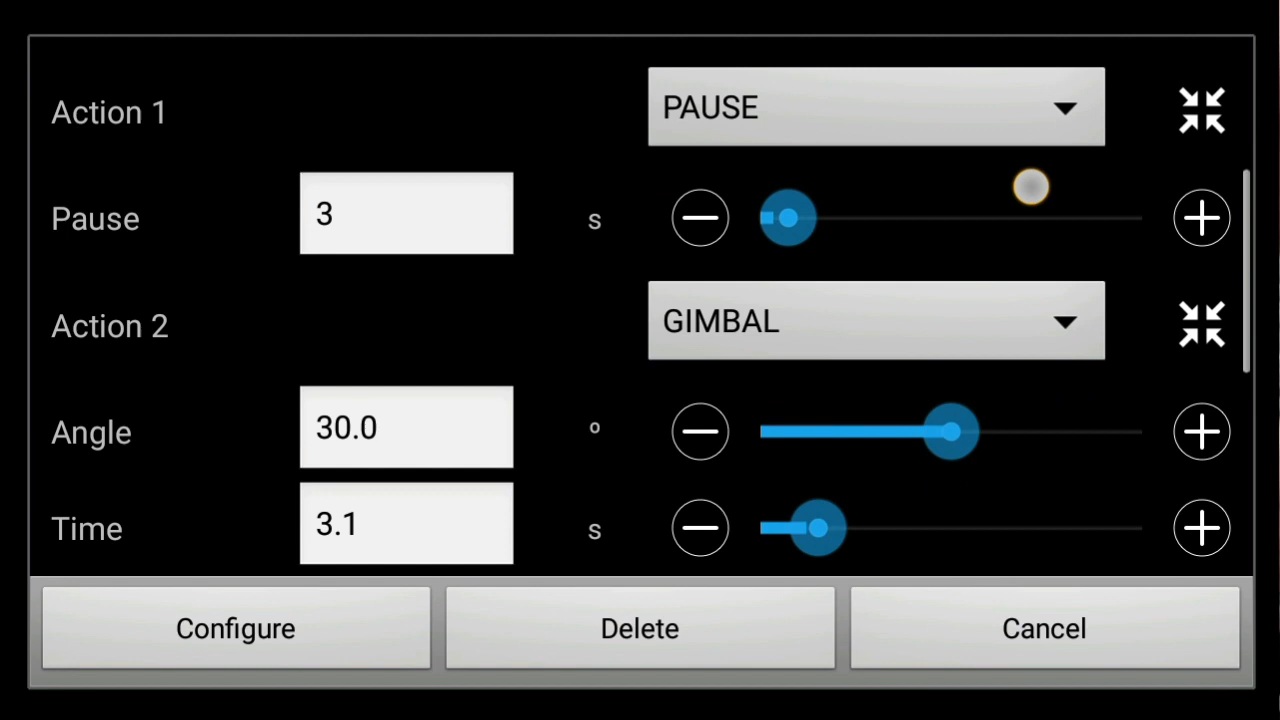 Action 1 PAUSE
Pause 3 s
Action 2 GIMBAL
Angle 30.0 º
Time 3.1 s
Configure Delete Cancel